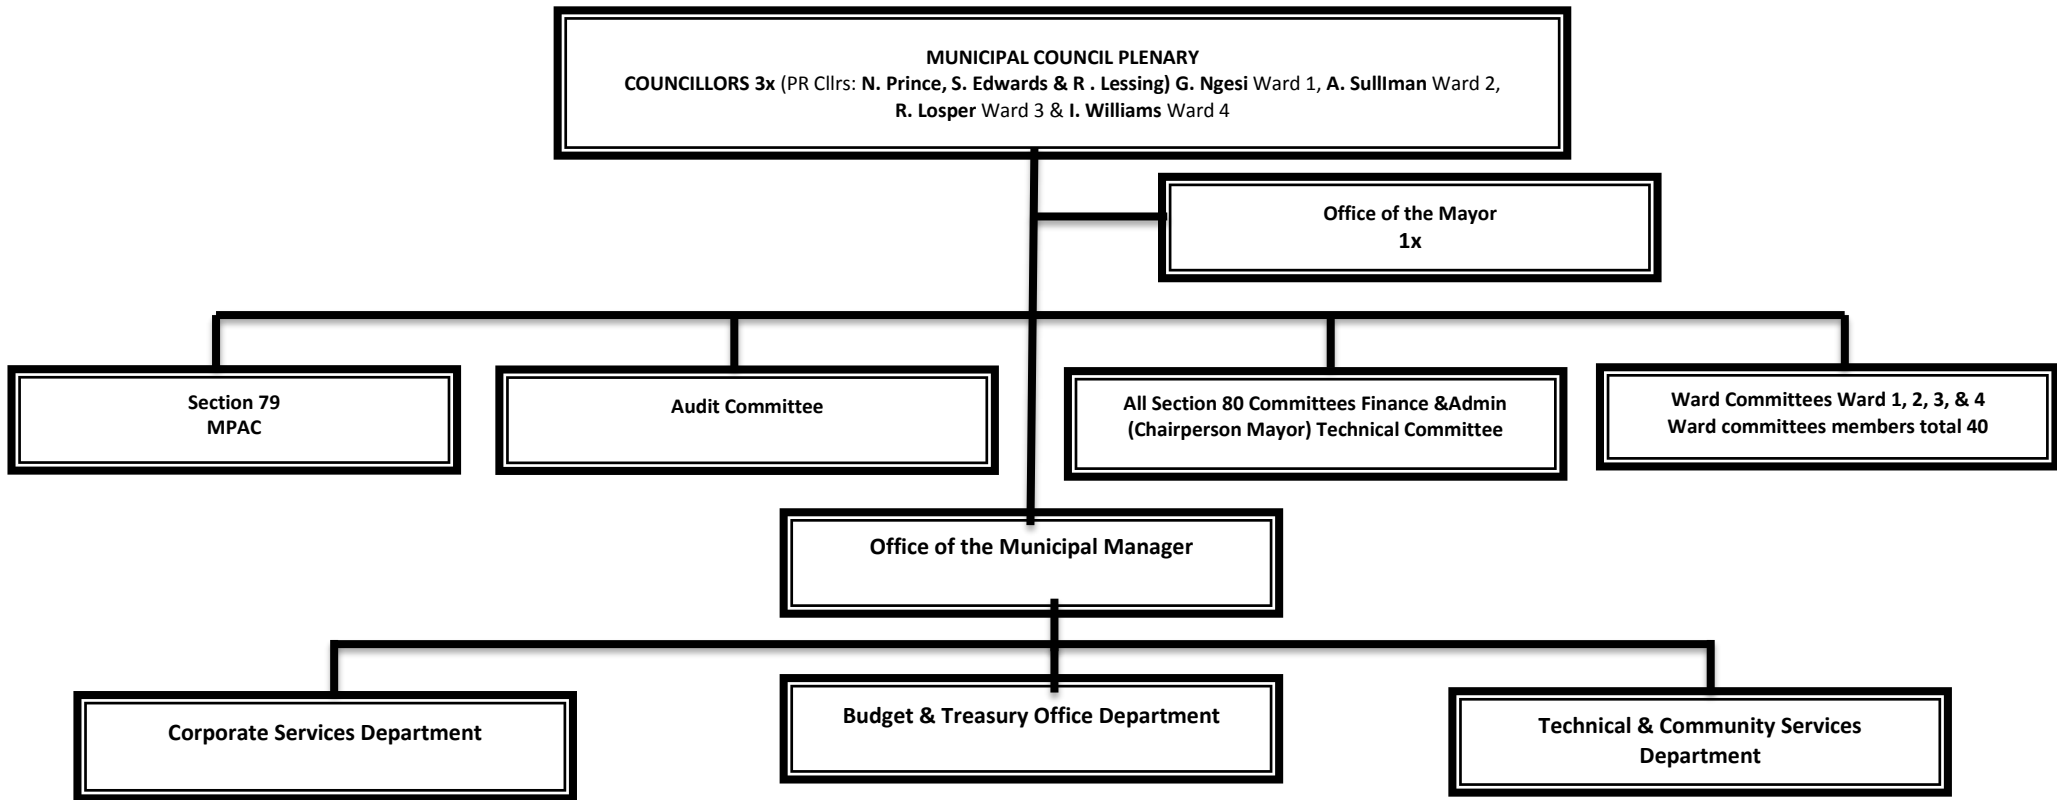 MUNICIPAL COUNCIL PLENARY
COUNCILLORS 3x (PR Cllrs: N. Prince, S. Edwards & R . Lessing) G. Ngesi Ward 1, A. SullIman Ward 2,
R. Losper Ward 3 & I. Williams Ward 4
Office of the Mayor
1x
Section 79
MPAC
Audit Committee
All Section 80 Committees Finance &Admin
(Chairperson Mayor) Technical Committee
Ward Committees Ward 1, 2, 3, & 4
Ward committees members total 40
Office of the Municipal Manager
Corporate Services Department
Budget & Treasury Office Department
Technical & Community Services
Department